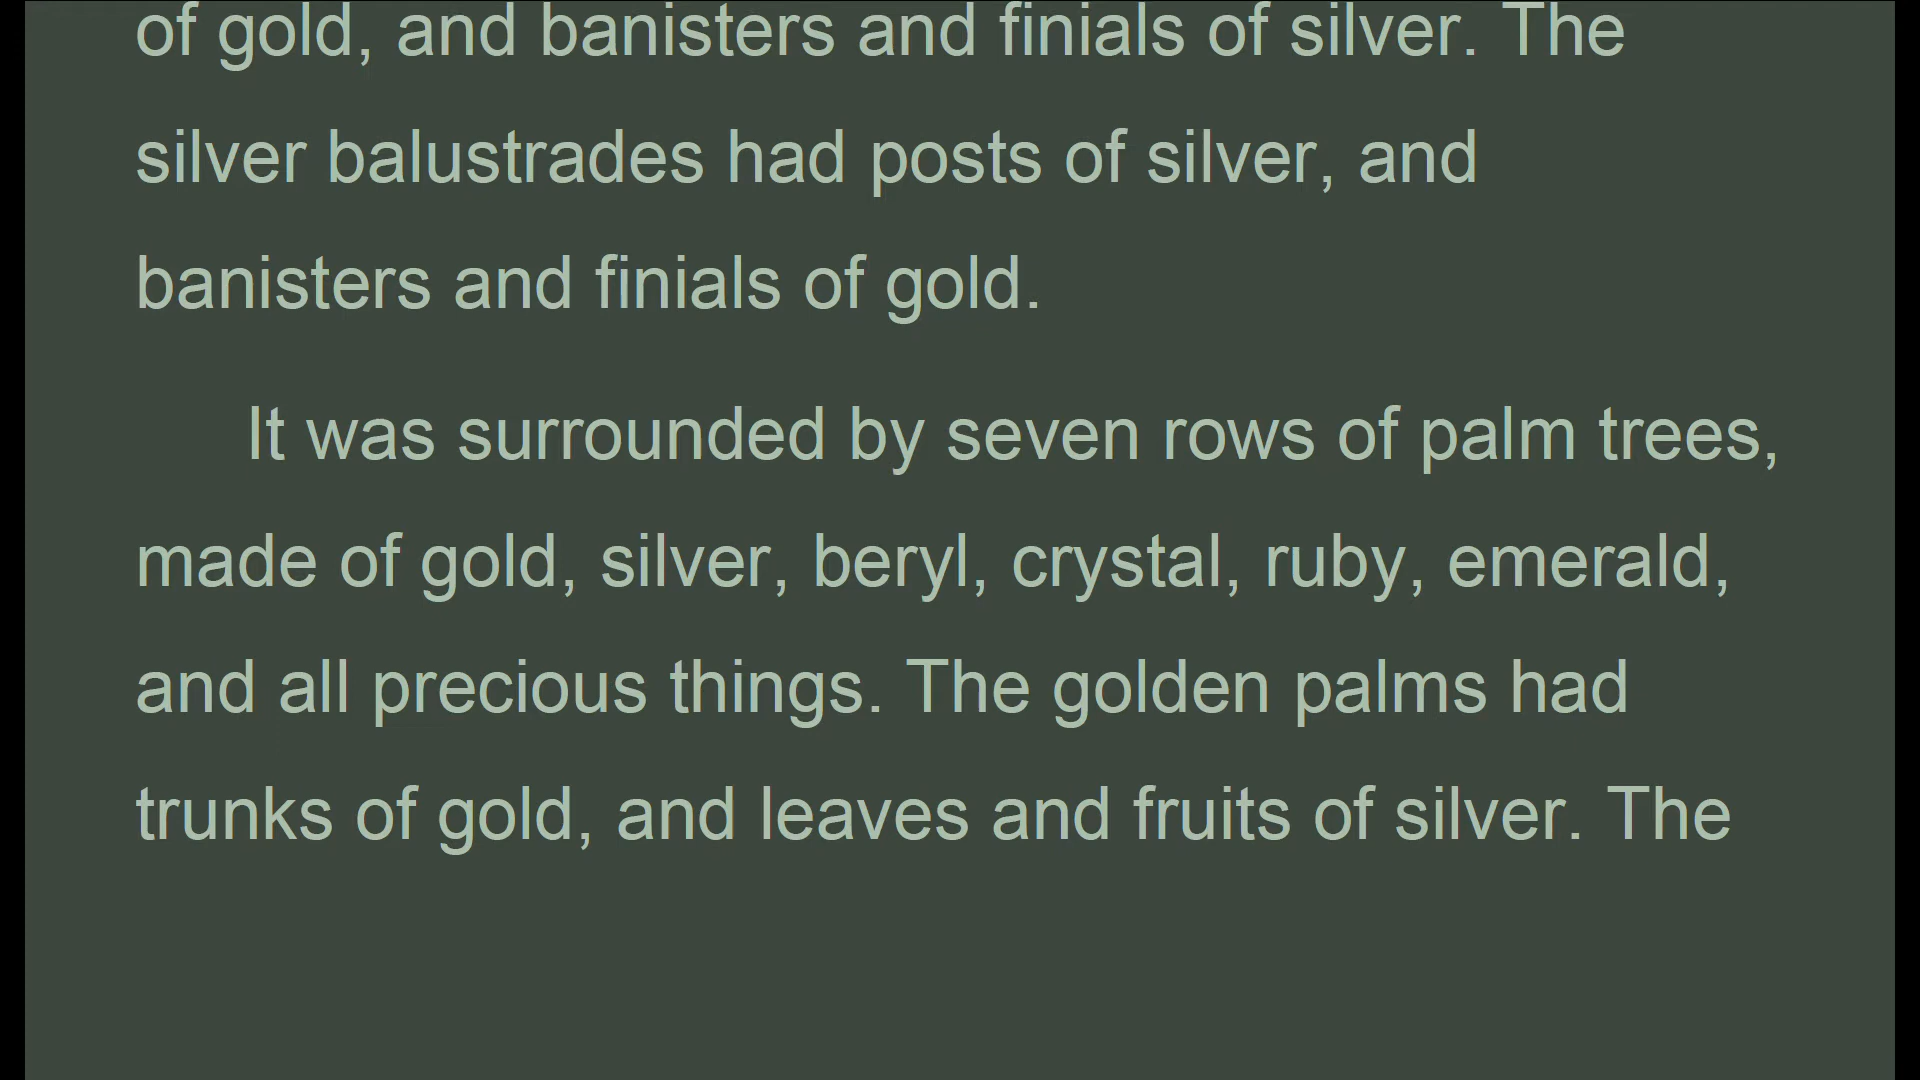 of gold, and banisters and finials of silver. The
silver balustrades had posts of silver, and
banisters and finials of gold.
It was surrounded by seven rows of palm trees,
made of gold, silver, beryl, crystal, ruby, emerald,
and all precious things. The golden palms had
trunks of gold, and leaves and fruits of silver. The